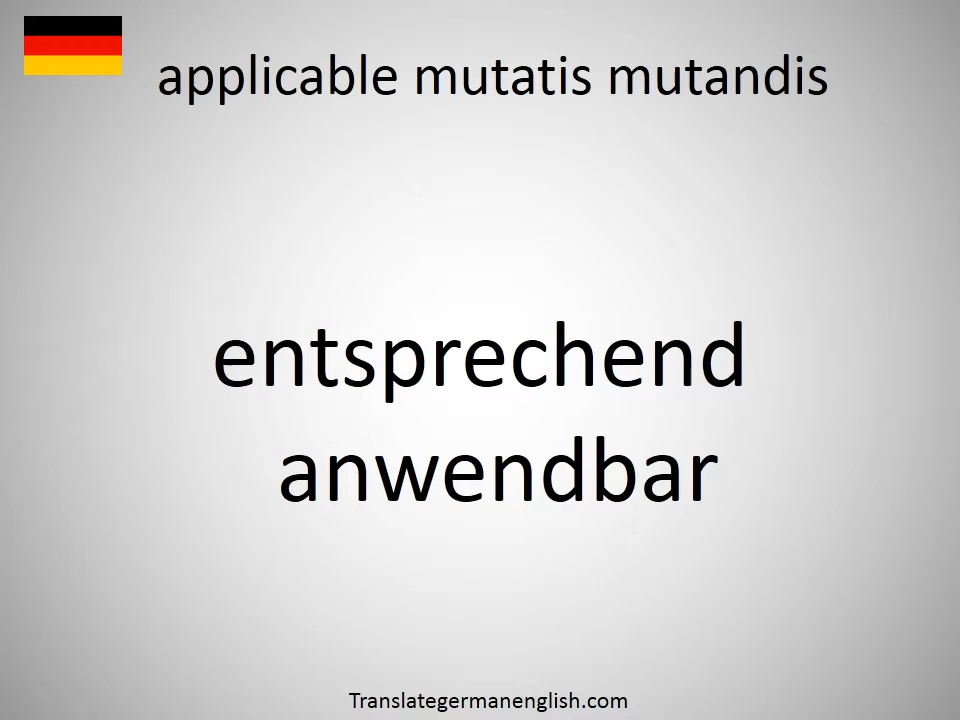 applicable mutatis mutandis
entsprechend
anwendbar
Translategermanenglish.com